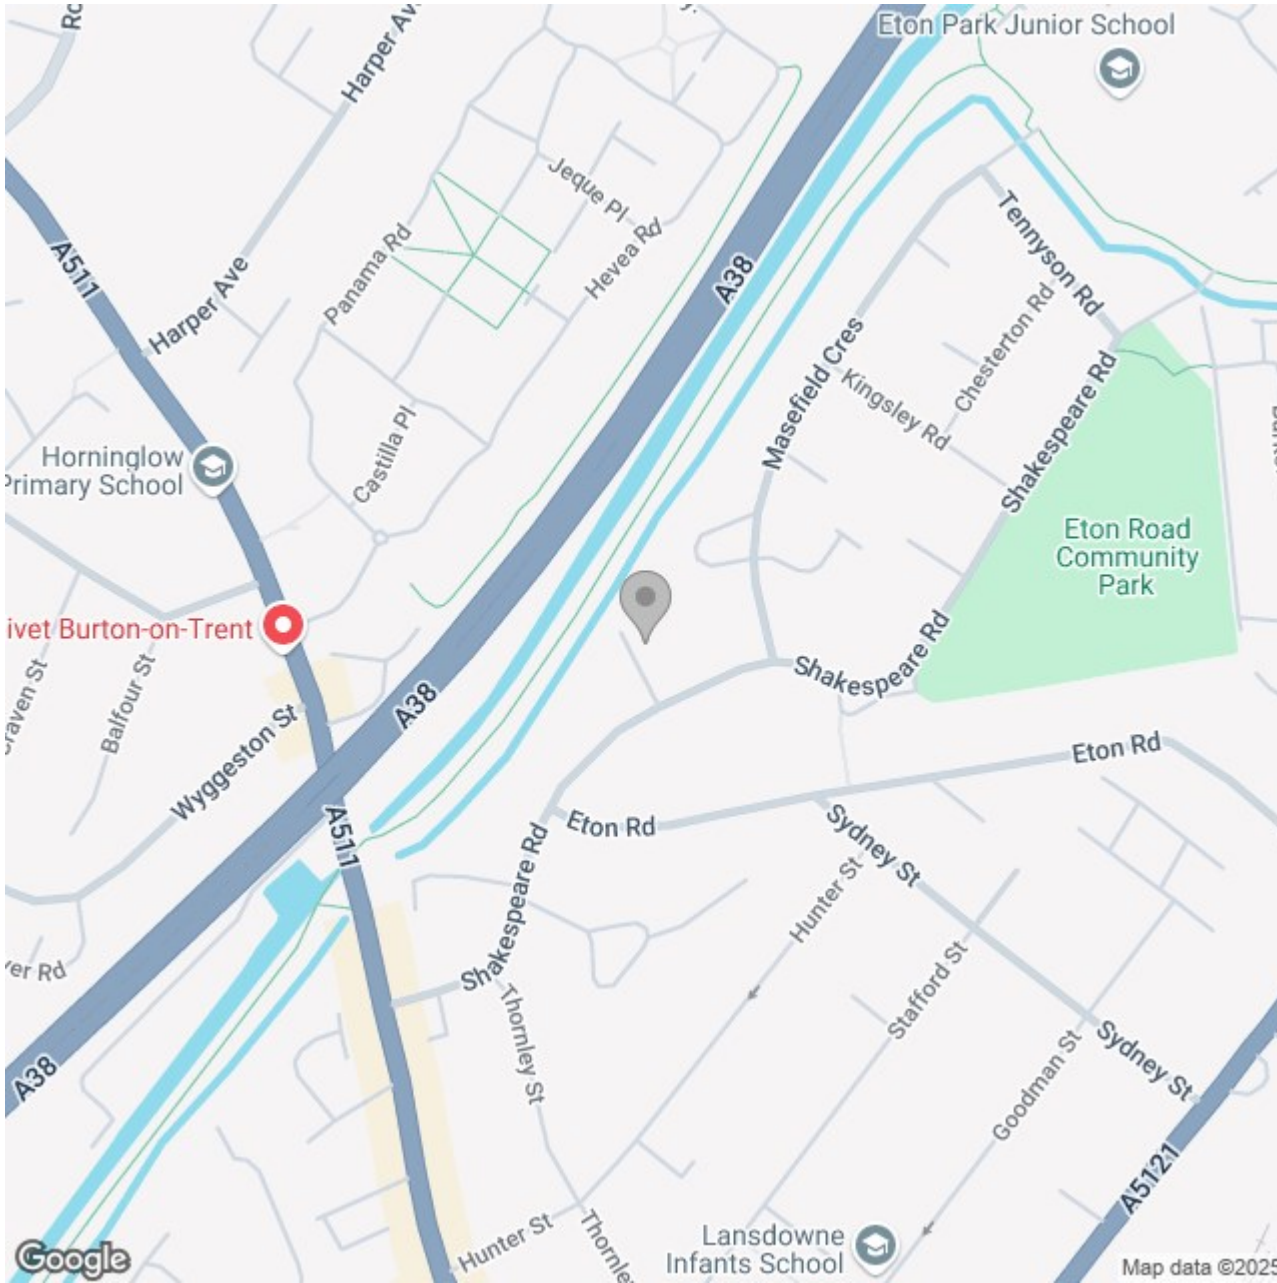 Eton Park Junior School
Harper Ave
Jeque Pl
Tennyson Rd
A511
Panama Rd
Hevea Rd
A38
Harper Ave
Chesterton Rd
Masefield Cres
Kingsley Rd
Shakespeare Rd
Castilla Pl
Horninglow
Primary School
Eton Road
Community
Park
ivet Burton-on-Trent
Balfour St
Shakespeare Rd
A38
Wyggeston St
Eton Rd
A511
Eton Rd
Sydney St
Shakespeare Rd
Hunter St
Stafford St
Thornley St
Sydney St
Goodman St
A38
A5121
Hunter St
Thornley
Lansdowne
Infants School
Google
Map data ©2025